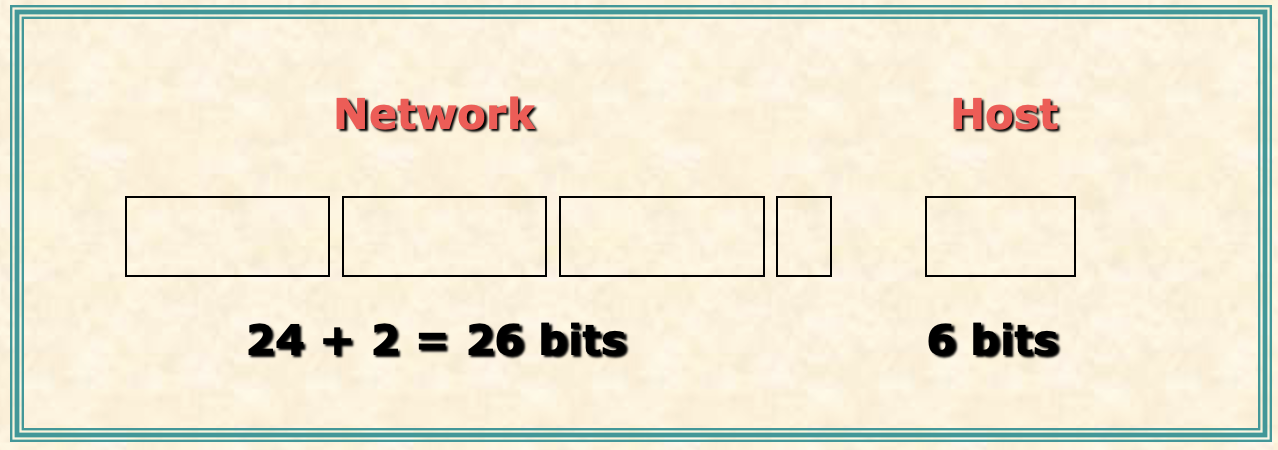 Network Host
24 + 2 = 26 bits 6 bits